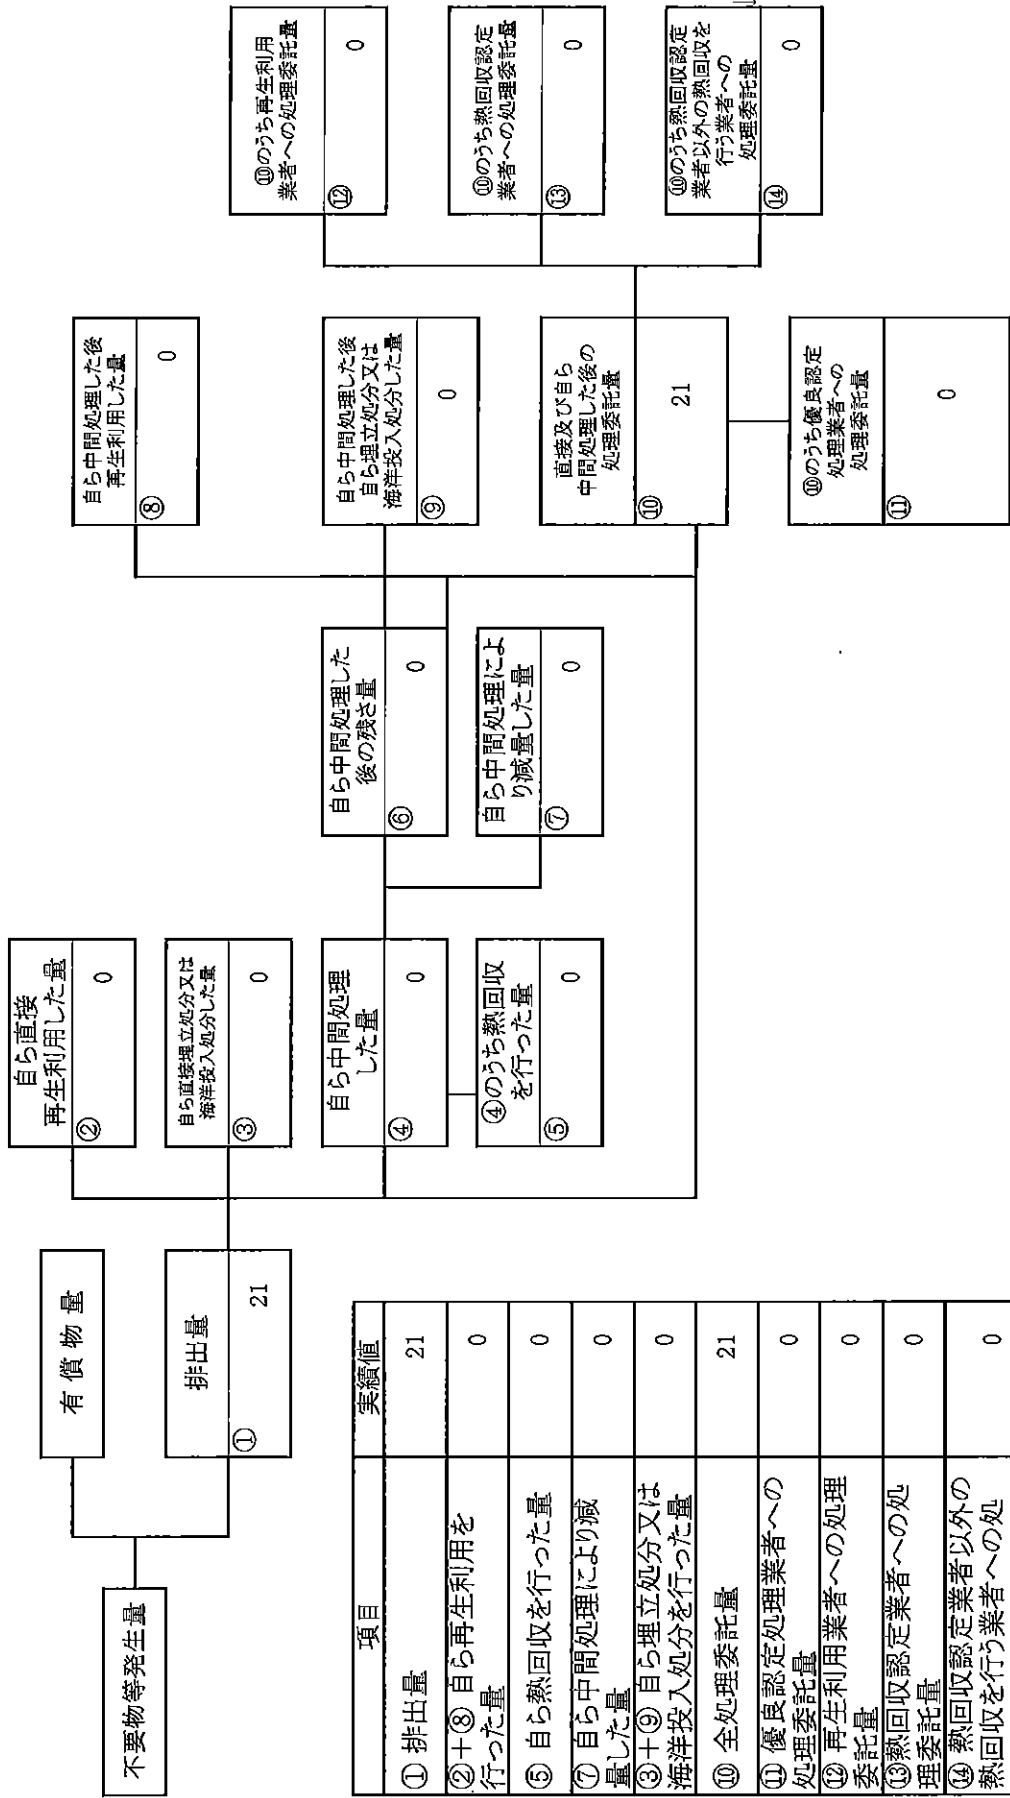 不要物等発生量
有償物量
排出量
①
21
自ら直接
再生利用した量
②
0
自ら直接埋立処分又は
海洋投入処分した量
③
0
自ら中間処理
した量
④
0
④のうち熱回収
を行った量
⑤
0
自ら中間処理した
後の残さ量
⑥
0
自ら中間処理によ
り減量した量
⑦
0
自ら中間処理した後
再生利用した量
⑧
0
自ら中間処理した後
自ら埋立処分又は
海洋投入処分した量
⑨
0
直接及び自ら
中間処理した後の
処理委託量
⑩
21
⑩のうち優良認定
処理業者への
処理委託量
⑪
0
⑩のうち再生利用
業者への処理委託量
⑫
0
⑩のうち熱回収認定
業者への処理委託量
⑬
0
⑩のうち熱回収認定
業者以外の熱回収を
行う業者への
処理委託量
⑭
0
項目 実績値
① 排出量 21
②+⑧ 自ら再生利用を
行った量 0
⑤ 自ら熱回収を行った量 0
⑦ 自ら中間処理により減
量した量 0
③+⑨ 自ら埋立処分又は
海洋投入処分を行った量 0
⑩ 全処理委託量 21
⑪ 優良認定処理業者への
処理委託量 0
⑫ 再生利用業者への処理
委託量 0
⑬熱回収認定業者への処
理委託量 0
⑭ 熱回収認定業者以外の
熱回収を行う業者への処 0